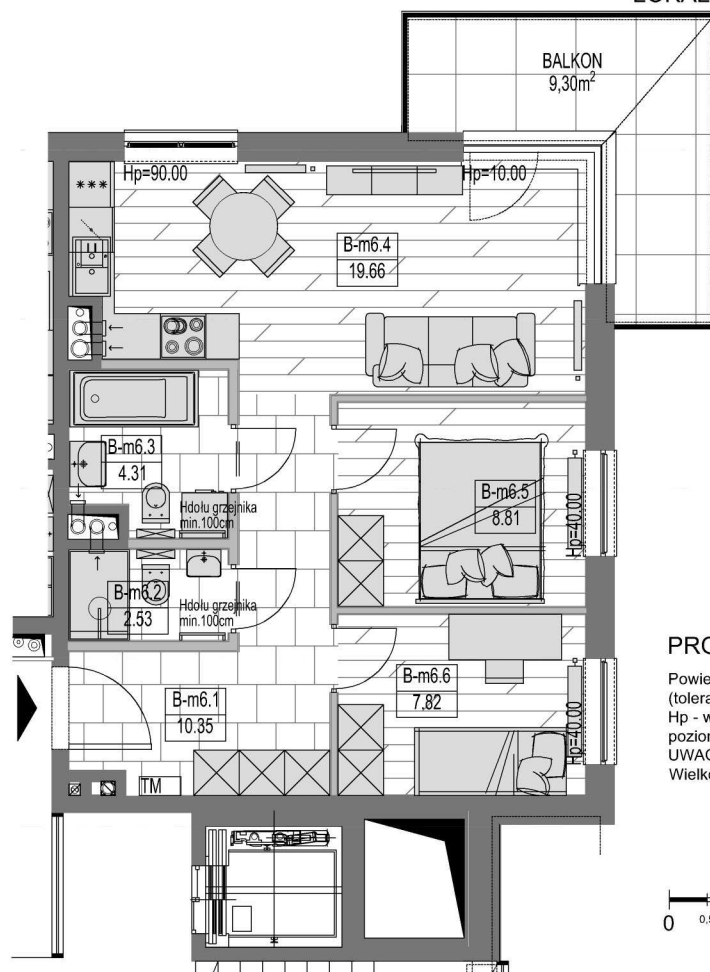 BALKON
9,30m²
Hp=90.00
Hp=10.00
B-m6.4
19.66
B-m6.3
4.31
Hdołu grzejnika
min.100cm
B-m6.5
8.81
Hp=40.00
B-m6.2
2.53
Hdołu grzejnika
min.100cm
B-m6.1
10.35
B-m6.6
7.82
Hp=40.00
TM
PRO
Powie
(tolera
Hp - w
pozion
UWAG
Wielko
0